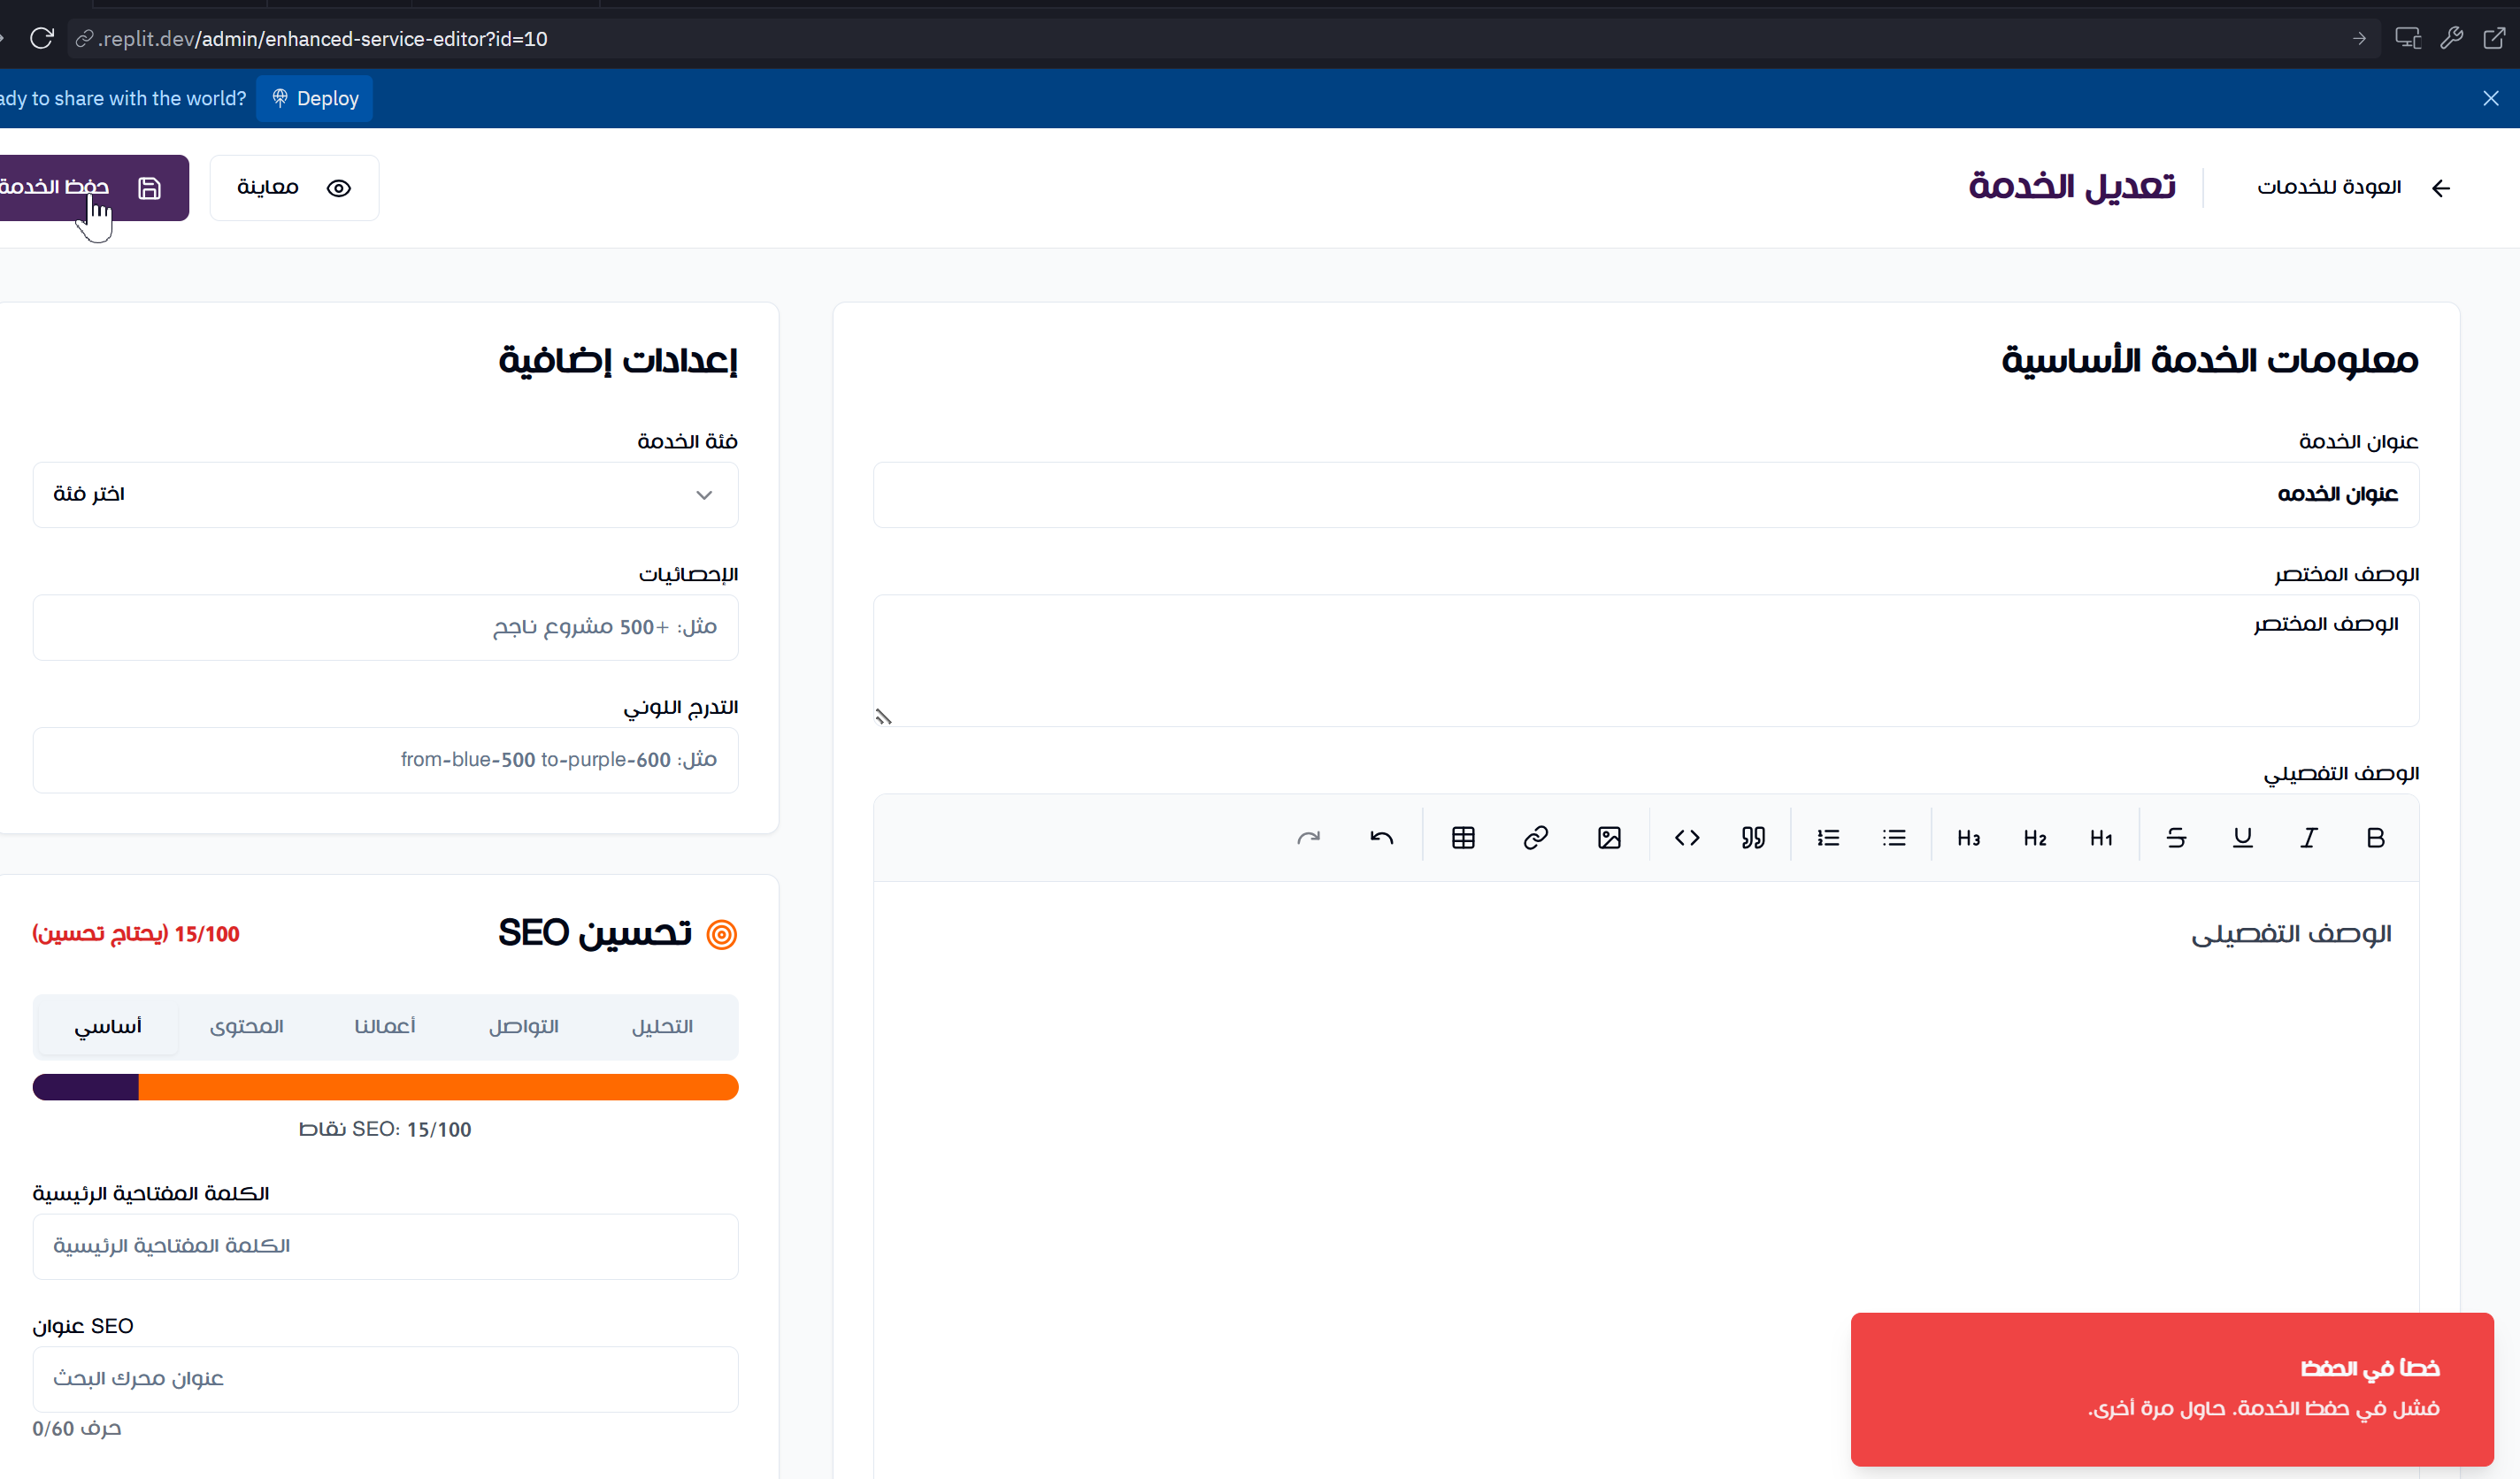 .replit.dev/admin/enhanced-service-editor?id=10
ady to share with the world?
Deploy
العودة للخدمات
تعديل الخدمة
معاينة
حفظ الخدمة
معلومات الخدمة الأساسية
عنوان الخدمة
عنوان الخدمه
الوصف المختصر
الوصف المختصر
الوصف التفصيلي
B I U S H1 H2 H3
الوصف التفصيلى
إعدادات إضافية
فئة الخدمة
اختر فئة
الإحصائيات
مثل: +500 مشروع ناجح
التدرج اللوني
مثل: from-blue-500 to-purple-600
تحسين SEO
15/100 (يحتاج تحسين)
أساسي
المحتوى
أعمالنا
التواصل
التحليل
نقاط SEO: 15/100
الكلمة المفتاحية الرئيسية
الكلمة المفتاحية الرئيسية
عنوان SEO
عنوان محرك البحث
0/60 حرف
خطأ في الحفظ
فشل في حفظ الخدمة. حاول مرة أخرى.